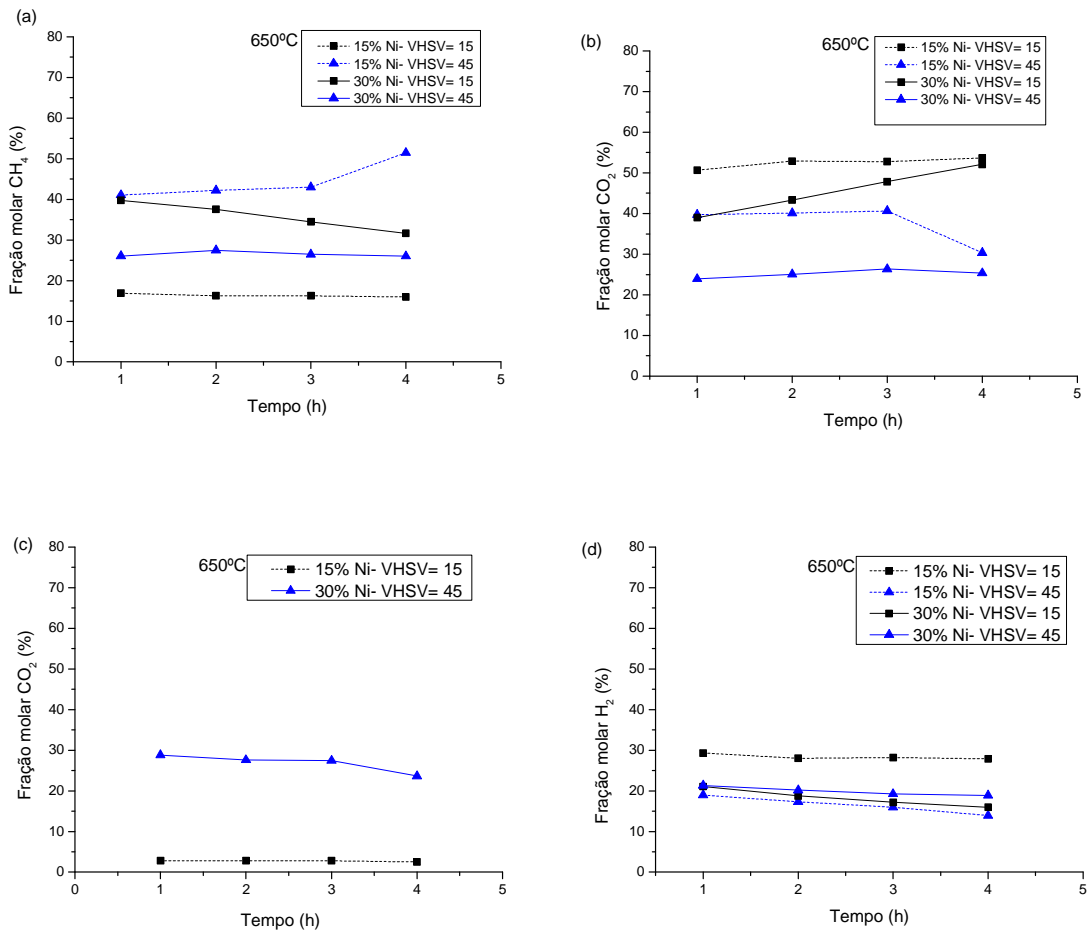 (a)
650ºC
15% Ni- VHSV= 15
15% Ni- VHSV= 45
30% Ni- VHSV= 15
30% Ni- VHSV= 45
Fração molar CH4 (%)
80
70
60
50
40
30
20
10
0
1 2 3 4 5
Tempo (h)
(b)
650ºC
15% Ni- VHSV= 15
15% Ni- VHSV= 45
30% Ni- VHSV= 15
30% Ni- VHSV= 45
Fração molar CO2 (%)
80
70
60
50
40
30
20
10
0
1 2 3 4 5
Tempo (h)
(c)
650ºC
15% Ni- VHSV= 15
30% Ni- VHSV= 45
Fração molar CO2 (%)
80
70
60
50
40
30
20
10
0
0 1 2 3 4 5
Tempo (h)
(d)
650ºC
15% Ni- VHSV= 15
15% Ni- VHSV= 45
30% Ni- VHSV= 15
30% Ni- VHSV= 45
Fração molar H2 (%)
80
70
60
50
40
30
20
10
0
1 2 3 4 5
Tempo (h)